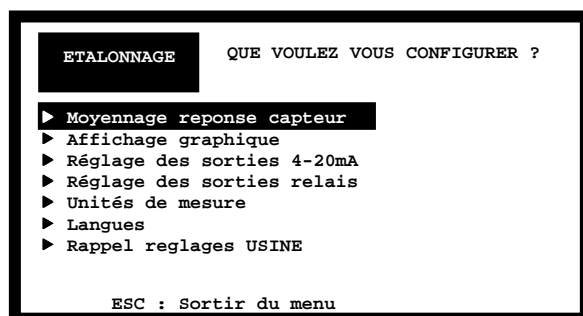 ETALONNAGE
QUE VOULEZ VOUS CONFIGURER ?
Moyennage reponse capteur
Affichage graphique
Réglage des sorties 4-20mA
Réglage des sorties relais
Unités de mesure
Langues
Rappel reglages USINE
ESC : Sortir du menu